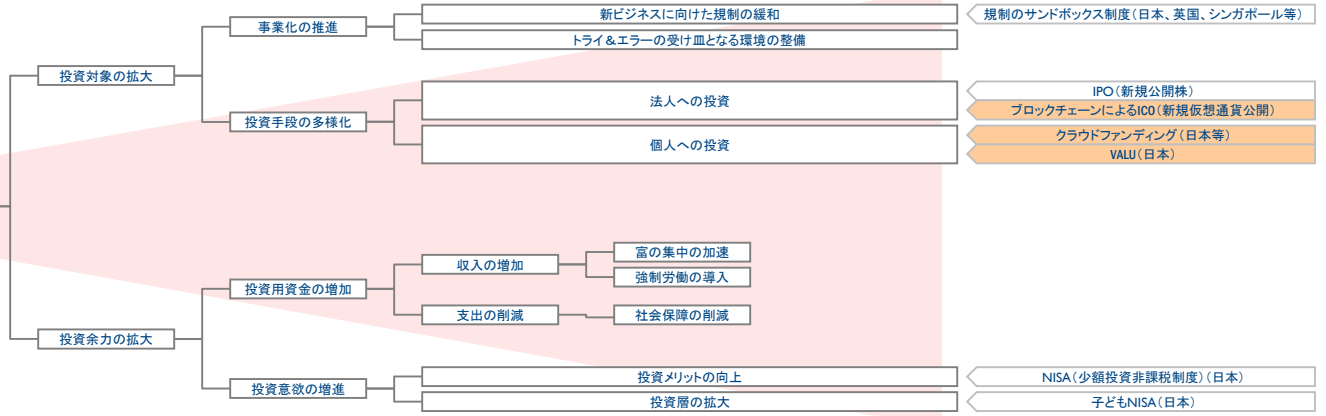 新ビジネスに向けた規制の緩和
規制のサンドボックス制度（日本、英国、シンガポール等）
事業化の推進
トライ＆エラーの受け皿となる環境の整備
投資対象の拡大
IPO（新規公開株）
法人への投資
ブロックチェーンによるICO（新規仮想通貨公開）
投資手段の多様化
クラウドファンディング（日本等）
個人への投資
VALU（日本）
富の集中の加速
収入の増加
強制労働の導入
投資用資金の増加
支出の削減
社会保障の削減
投資余力の拡大
投資メリットの向上
NISA（少額投資非課税制度）（日本）
投資意欲の増進
投資層の拡大
子どもNISA（日本）